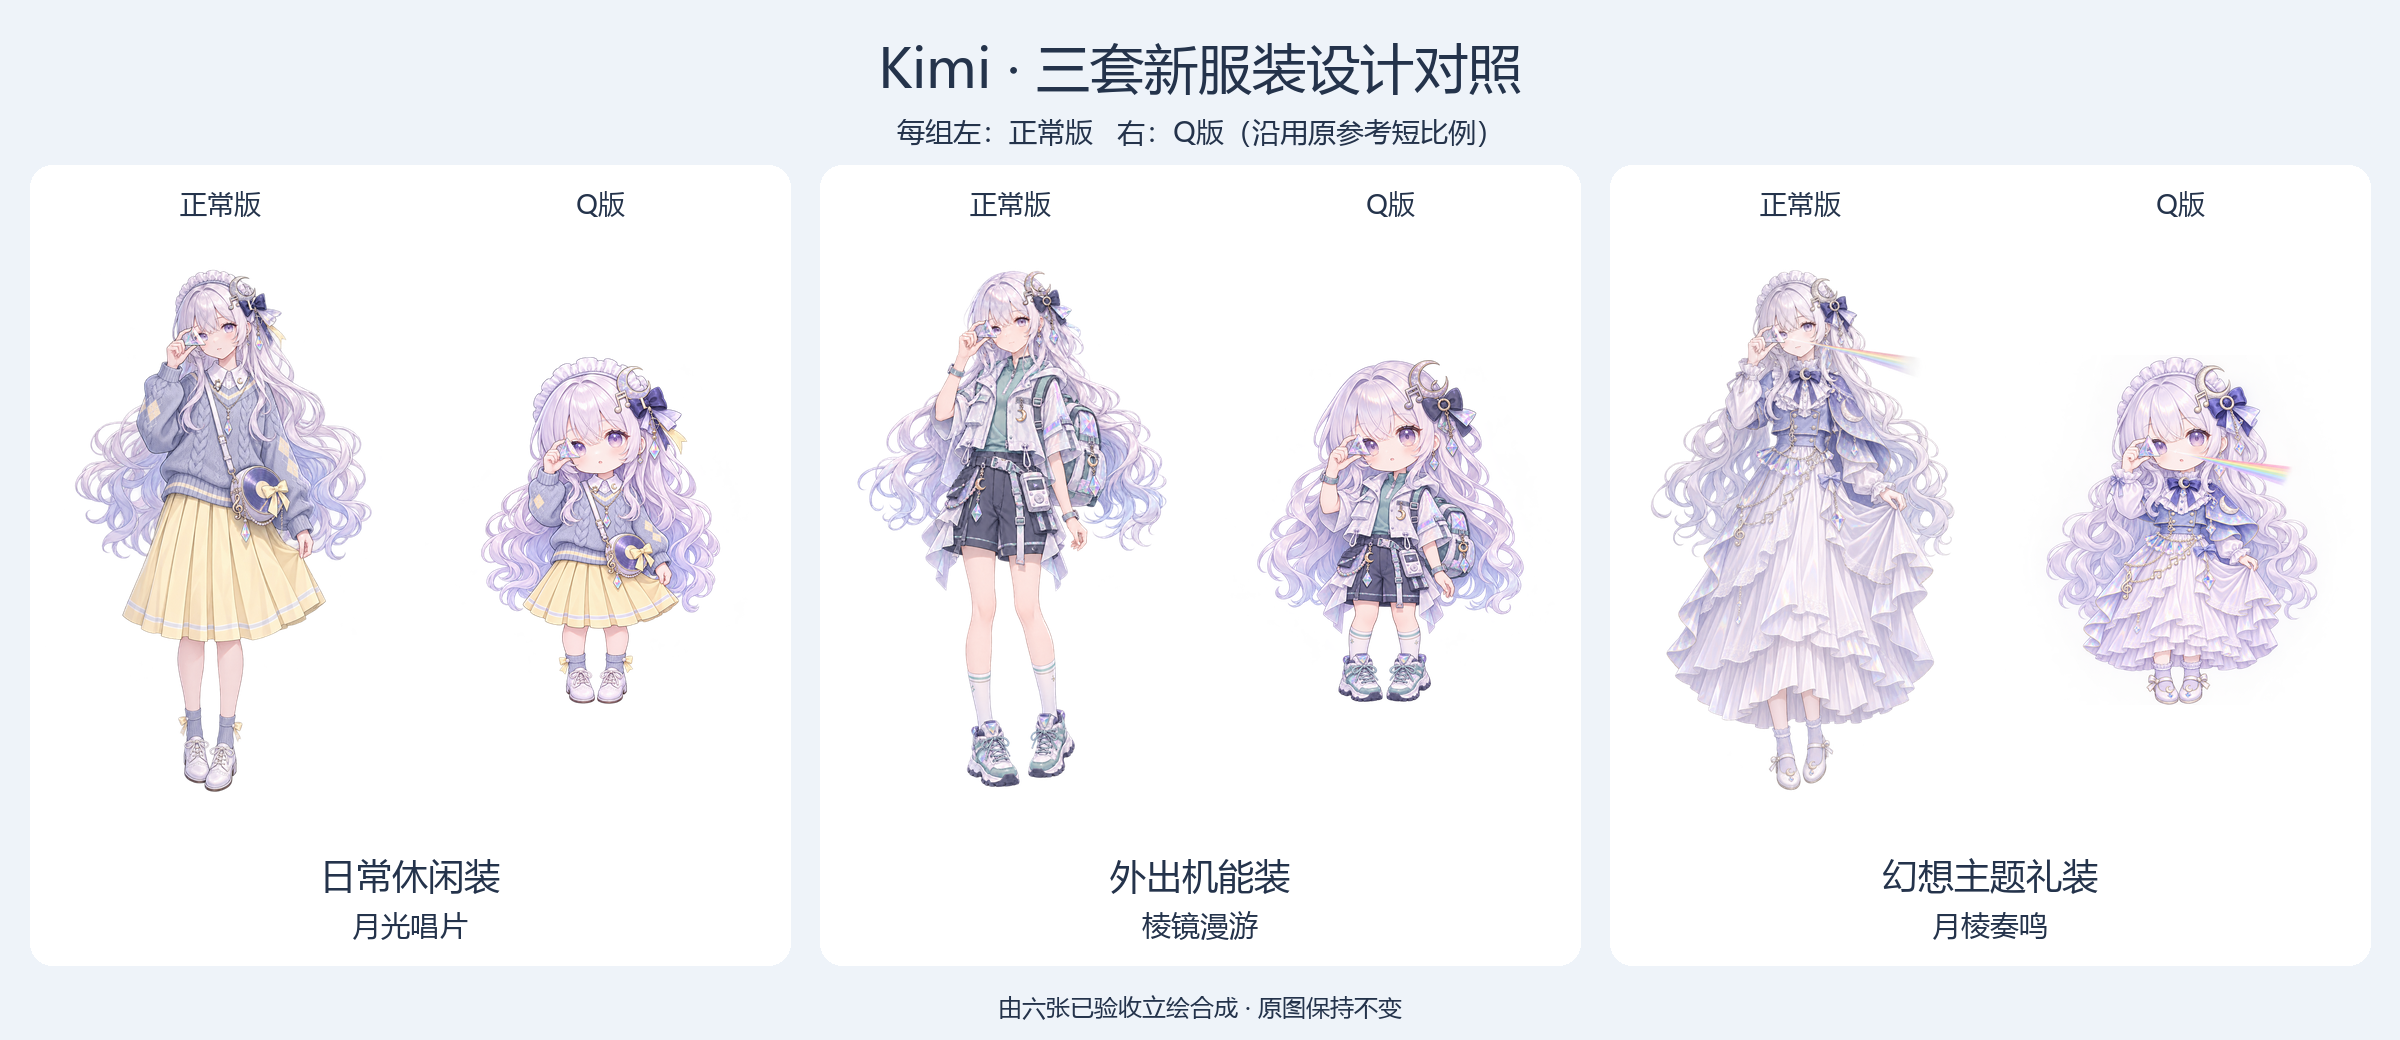 Kimi · 三套新服装设计对照
每组左：正常版 右：Q版（沿用原参考短比例）
正常版
Q版
日常休闲装
月光唱片
正常版
Q版
外出机能装
棱镜漫游
正常版
Q版
幻想主题礼装
月棱奏鸣
由六张已验收立绘合成 · 原图保持不变